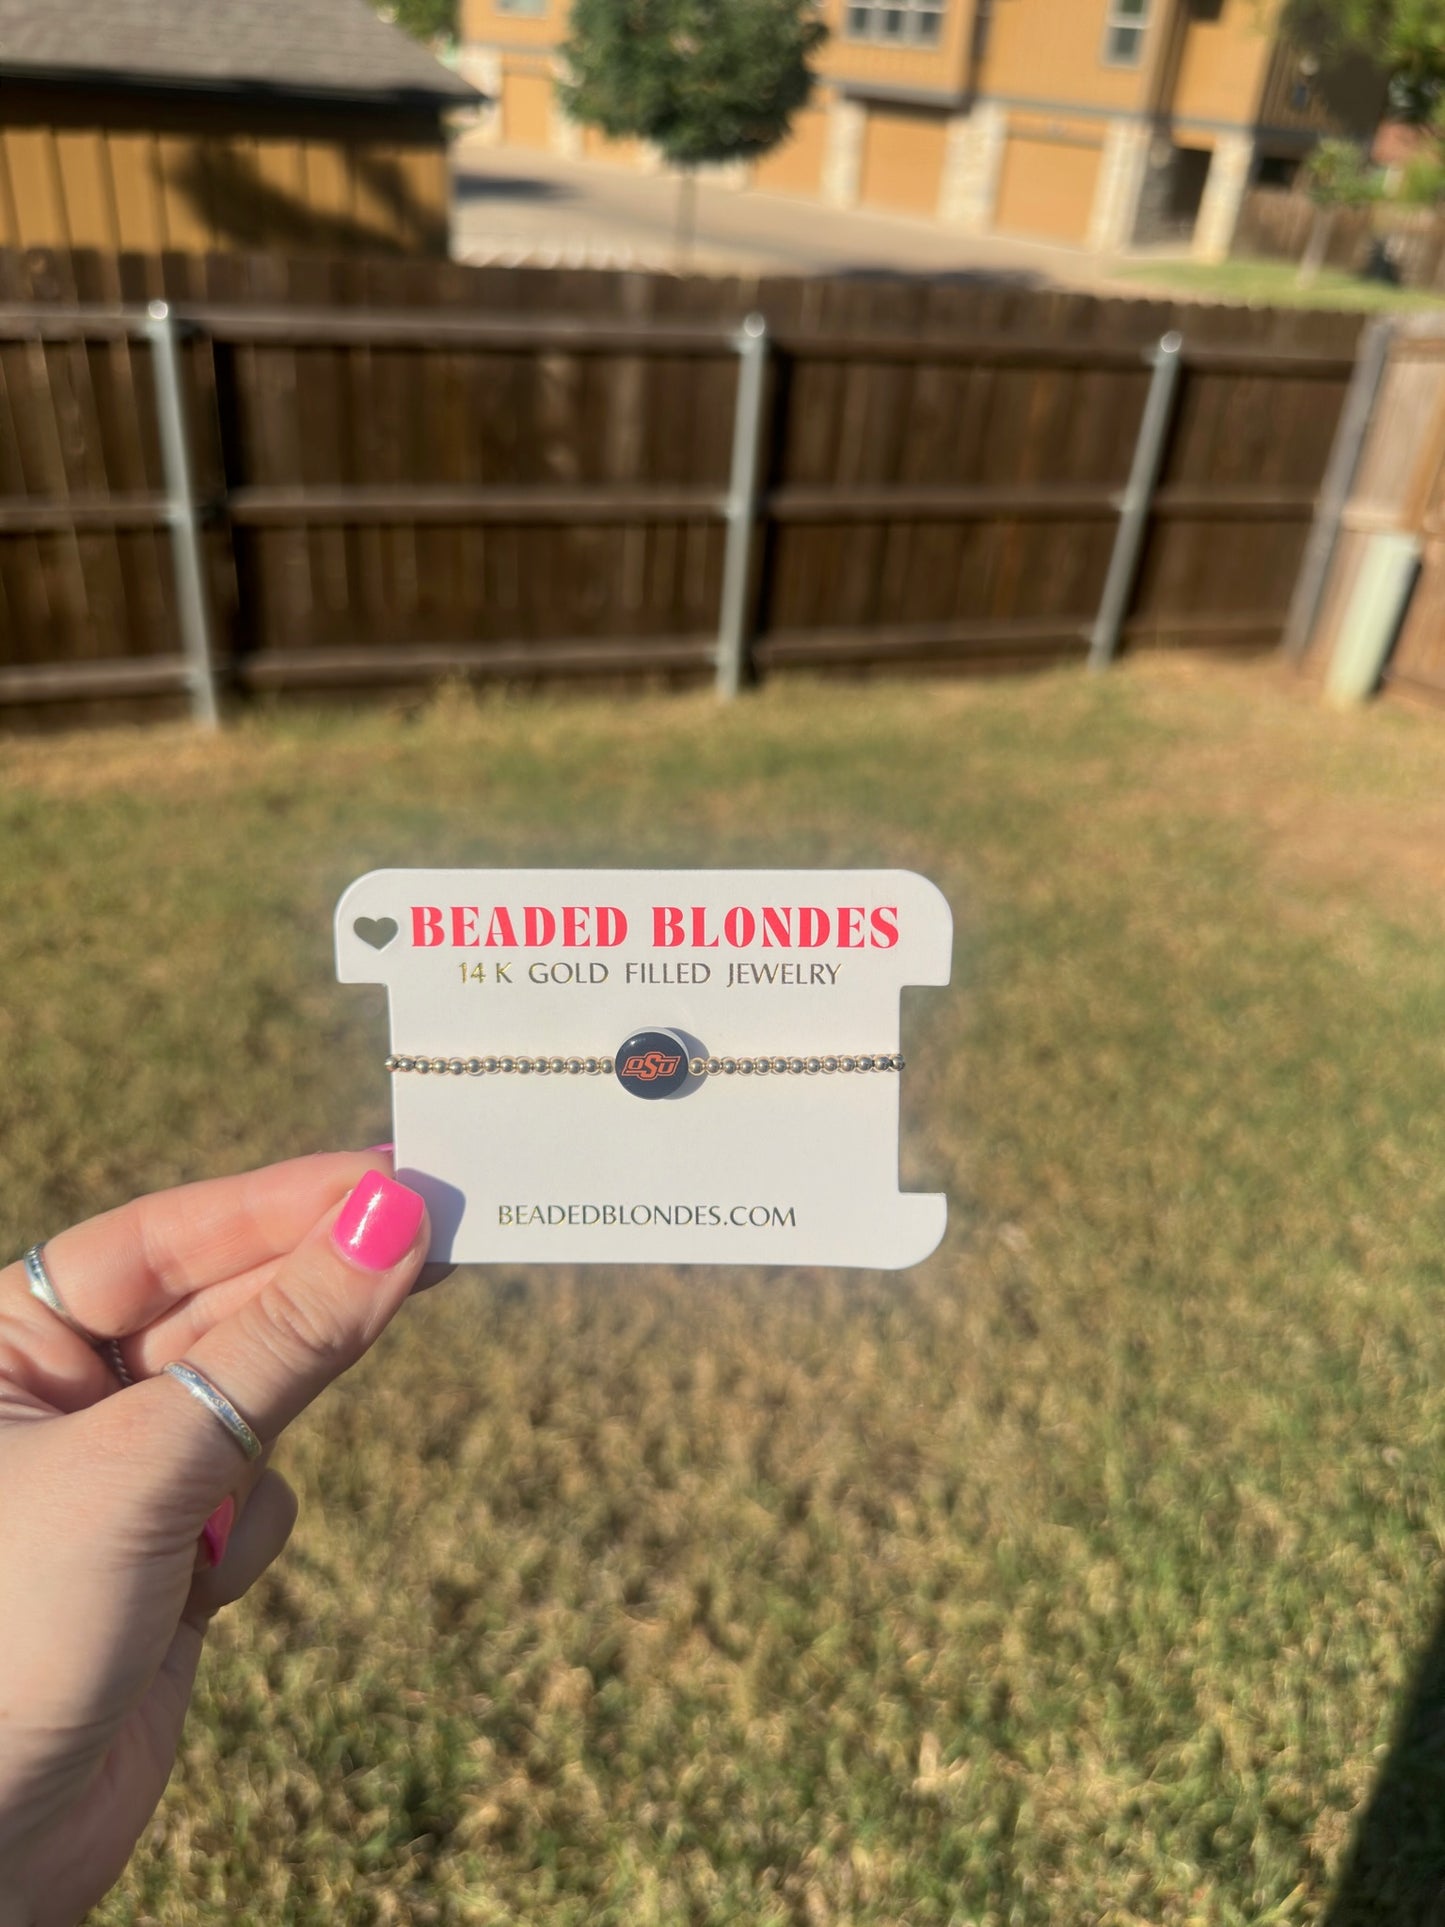 BEADED BLONDES
14 K GOLD FILLED JEWELRY
OSU
BEADEDBLONDES.COM